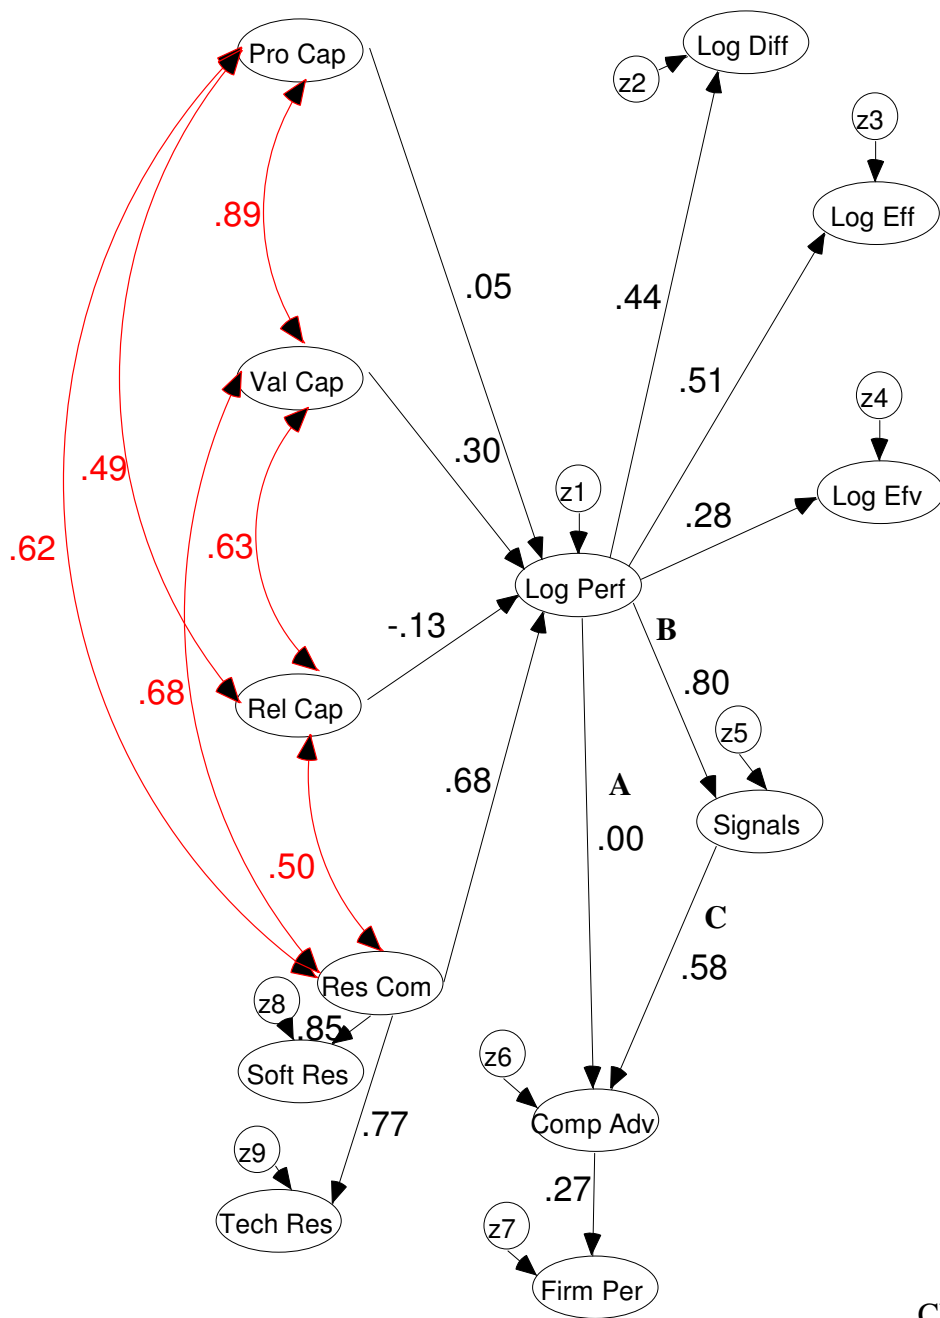 Pro Cap
Log Diff
z2
z3
Log Eff
.89
.05
.44
.51
Val Cap
z4
.30
.49
z1
Log Efv
.28
.62
.63
Log Perf
-.13
B
.80
.68
Rel Cap
z5
.68
A
.00
Signals
.50
C
.58
Res Com
z8
.85
Soft Res
z6
Comp Adv
.77
z9
.27
Tech Res
z7
Firm Per
C